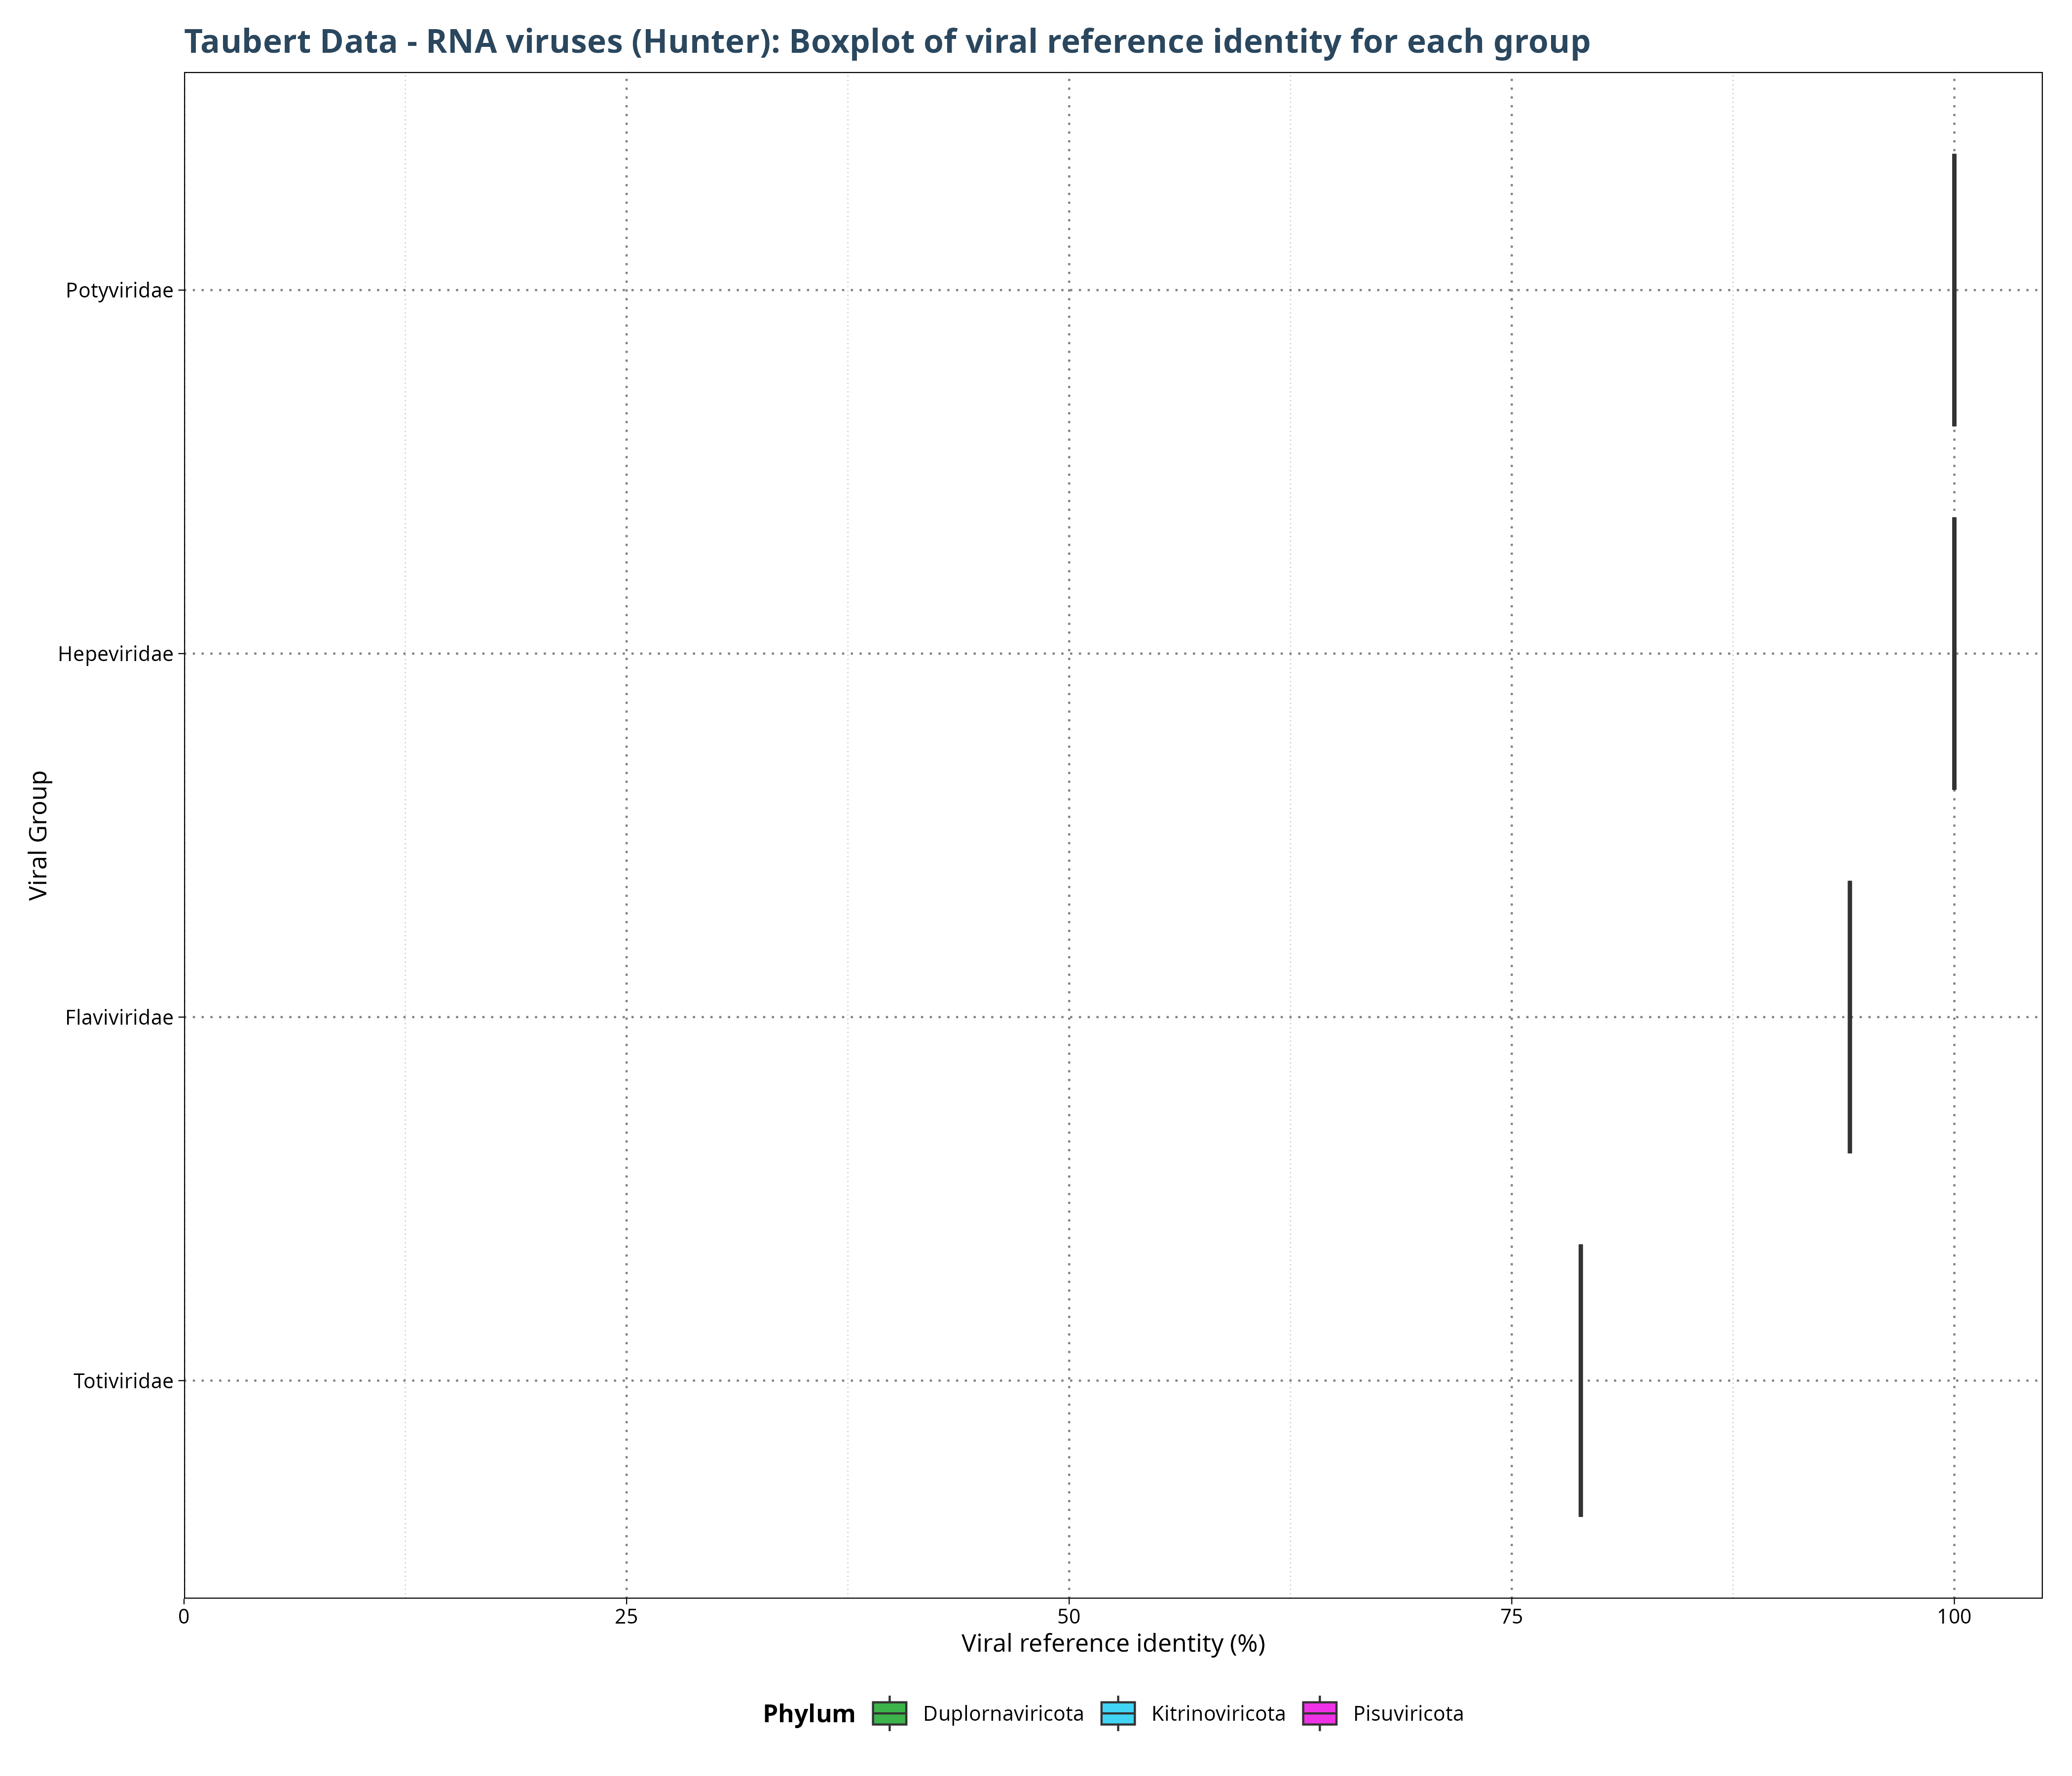 Taubert Data - RNA viruses (Hunter): Boxplot of viral reference identity for each group
Viral Group
Potyviridae
Hepeviridae
Flaviviridae
Totiviridae
0 25 50 75 100
Viral reference identity (%)
Phylum Duplornaviricota Kitrinoviricota Pisuviricota